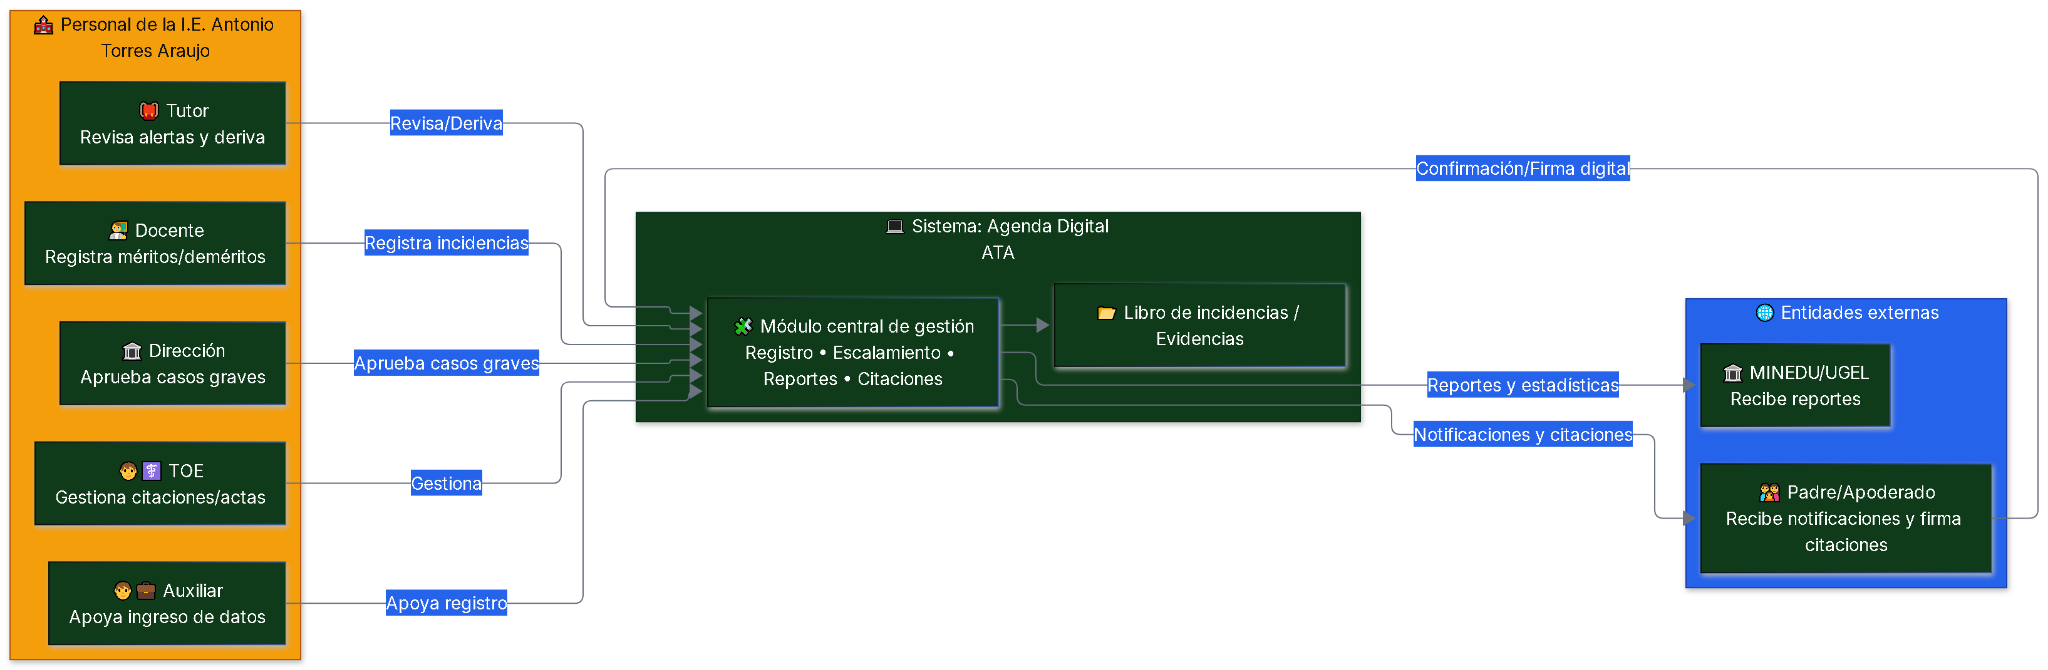 Personal de la I.E. Antonio
Torres Araujo
Tutor
Revisa alertas y deriva
Docente
Registra méritos/deméritos
Dirección
Aprueba casos graves
TOE
Gestiona citaciones/actas
Auxiliar
Apoya ingreso de datos
Revisa/Deriva
Registra incidencias
Aprueba casos graves
Gestiona
Apoya registro
Sistema: Agenda Digital
ATA
Módulo central de gestión
Registro • Escalamiento •
Reportes • Citaciones
Libro de incidencias /
Evidencias
Confirmación/Firma digital
Reportes y estadísticas
Notificaciones y citaciones
Entidades externas
MINEDU/UGEL
Recibe reportes
Padre/Apoderado
Recibe notificaciones y firma
citaciones